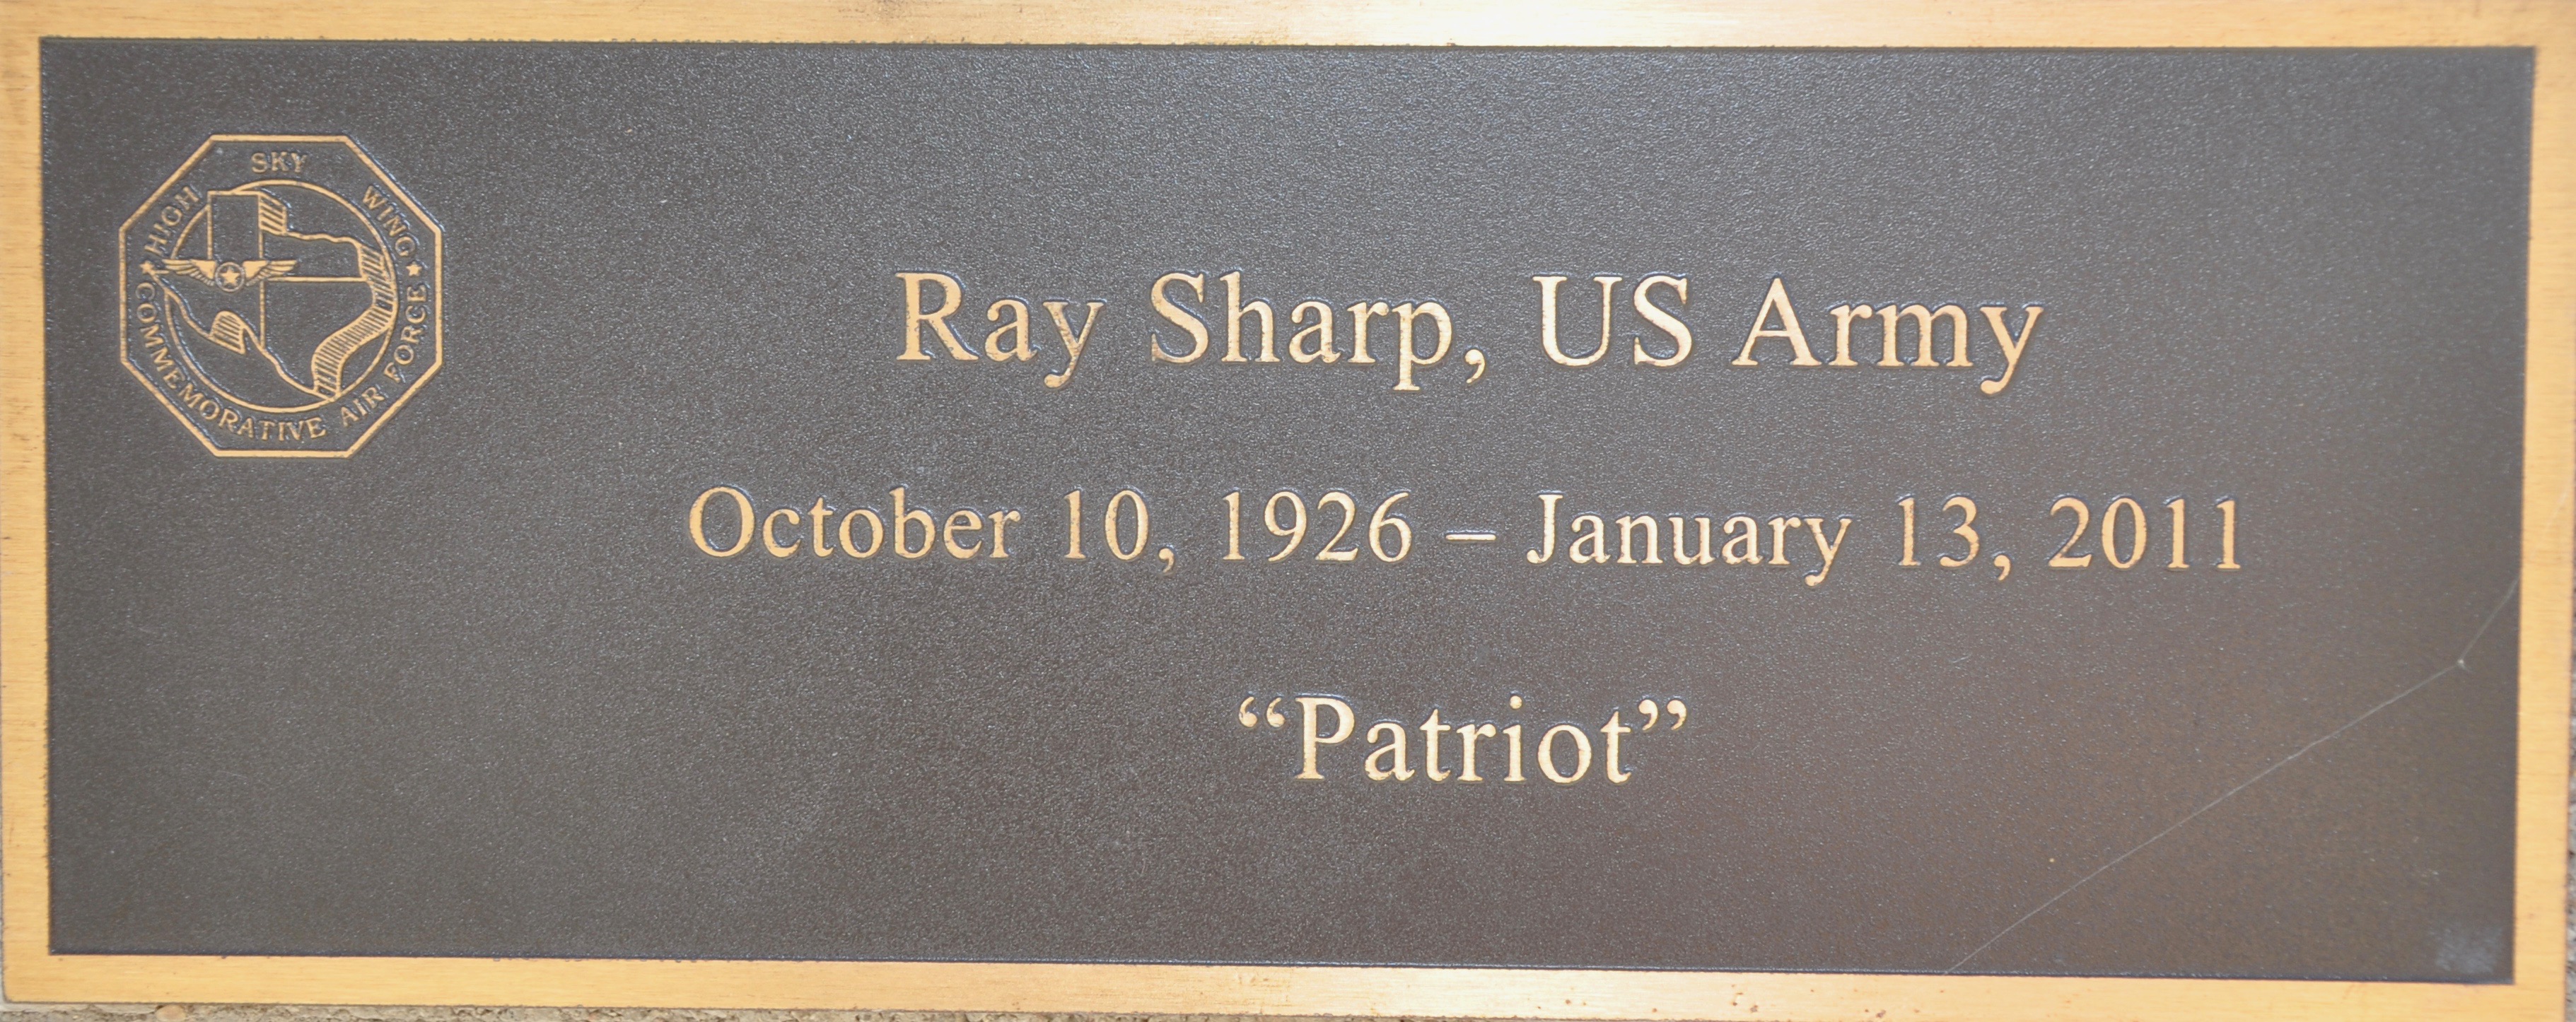 HIGH SKY WING
COMMEMORATIVE AIR FORCE
Ray Sharp, US Army
October 10, 1926 – January 13, 2011
“Patriot”